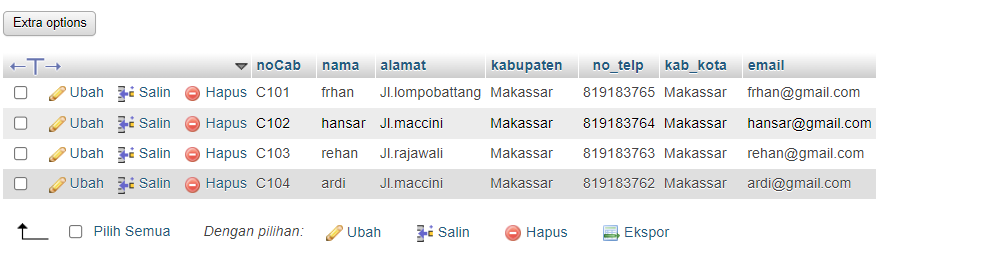 Extra options
noCab nama alamat kabupaten no_telp kab_kota email
Ubah Salin Hapus C101 frhan Jl.lompobattang Makassar 819183765 Makassar frhan@gmail.com
Ubah Salin Hapus C102 hansar Jl.maccini Makassar 819183764 Makassar hansar@gmail.com
Ubah Salin Hapus C103 rehan Jl.rajawali Makassar 819183763 Makassar rehan@gmail.com
Ubah Salin Hapus C104 ardi Jl.maccini Makassar 819183762 Makassar ardi@gmail.com
Pilih Semua Dengan pilihan: Ubah Salin Hapus Ekspor